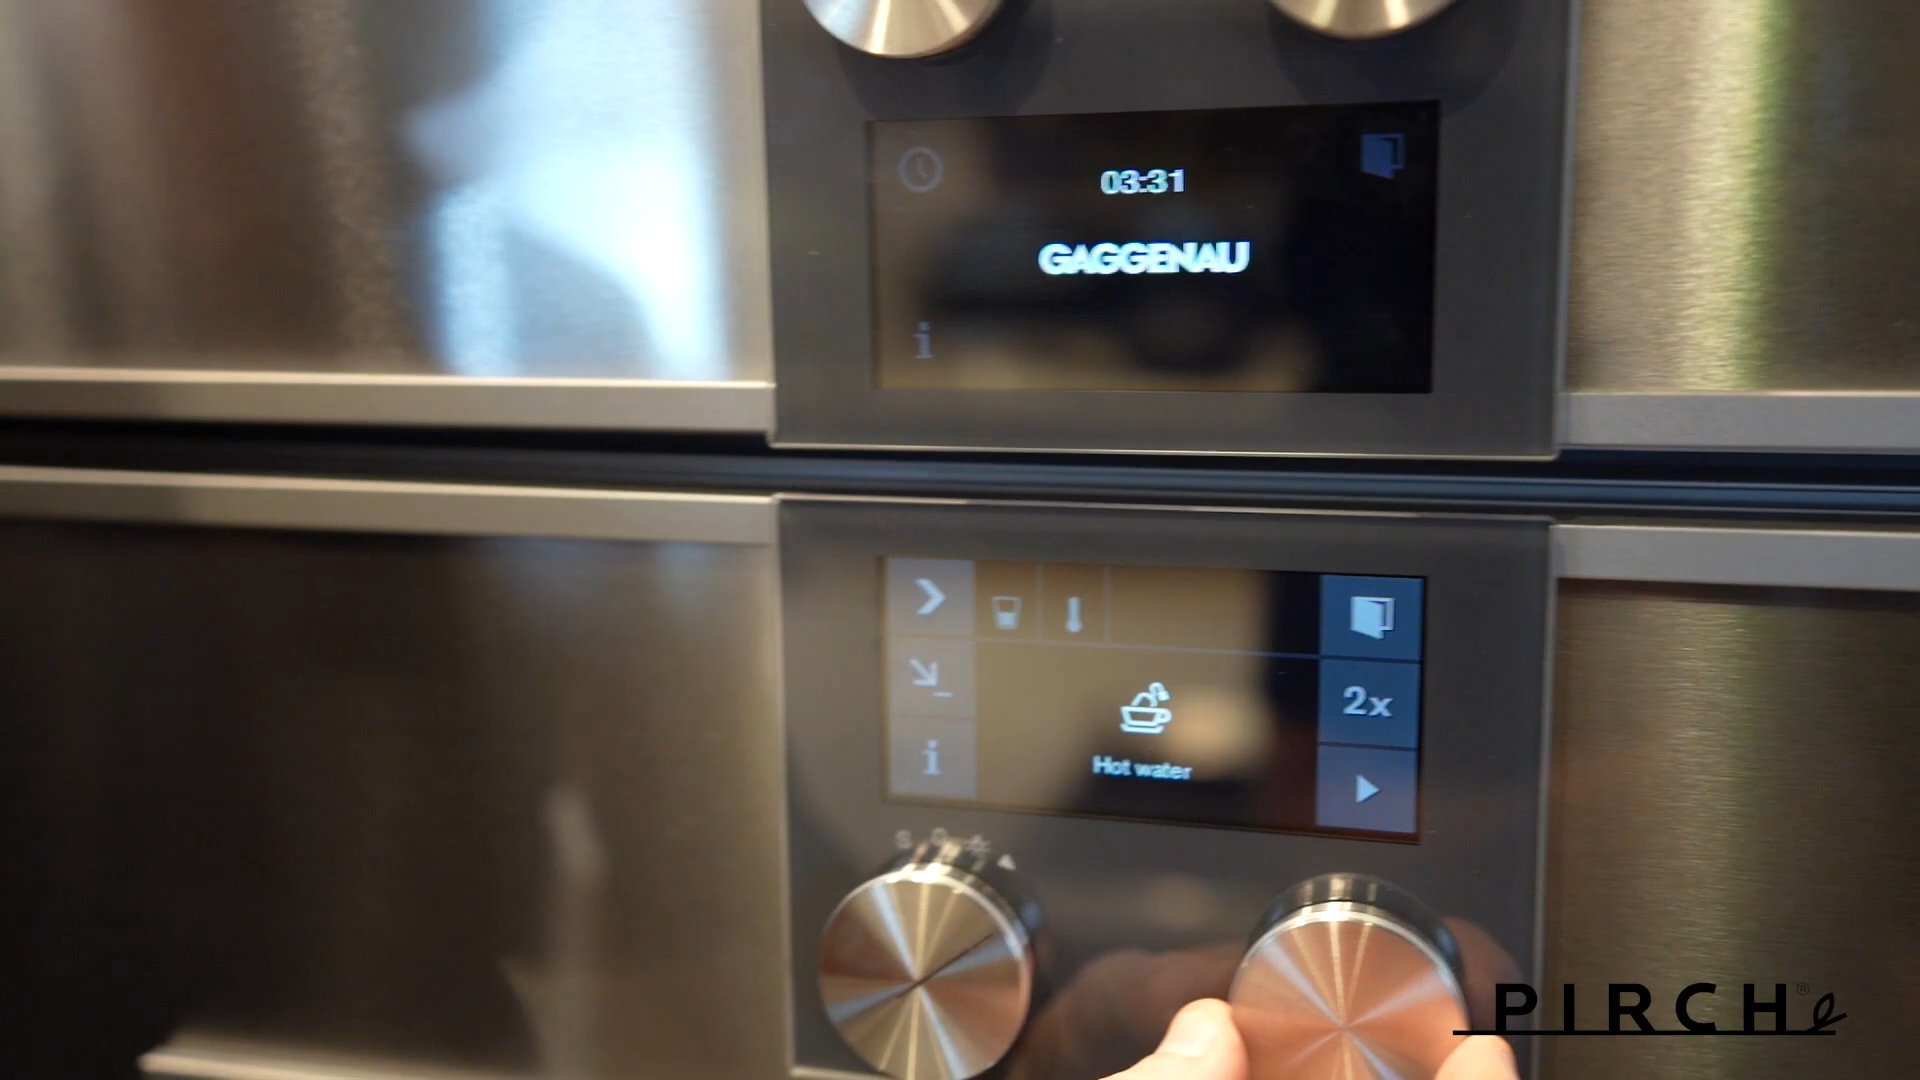 03:31
GAGGENAU
i
2x
i
Hot water
S
PIRCH®